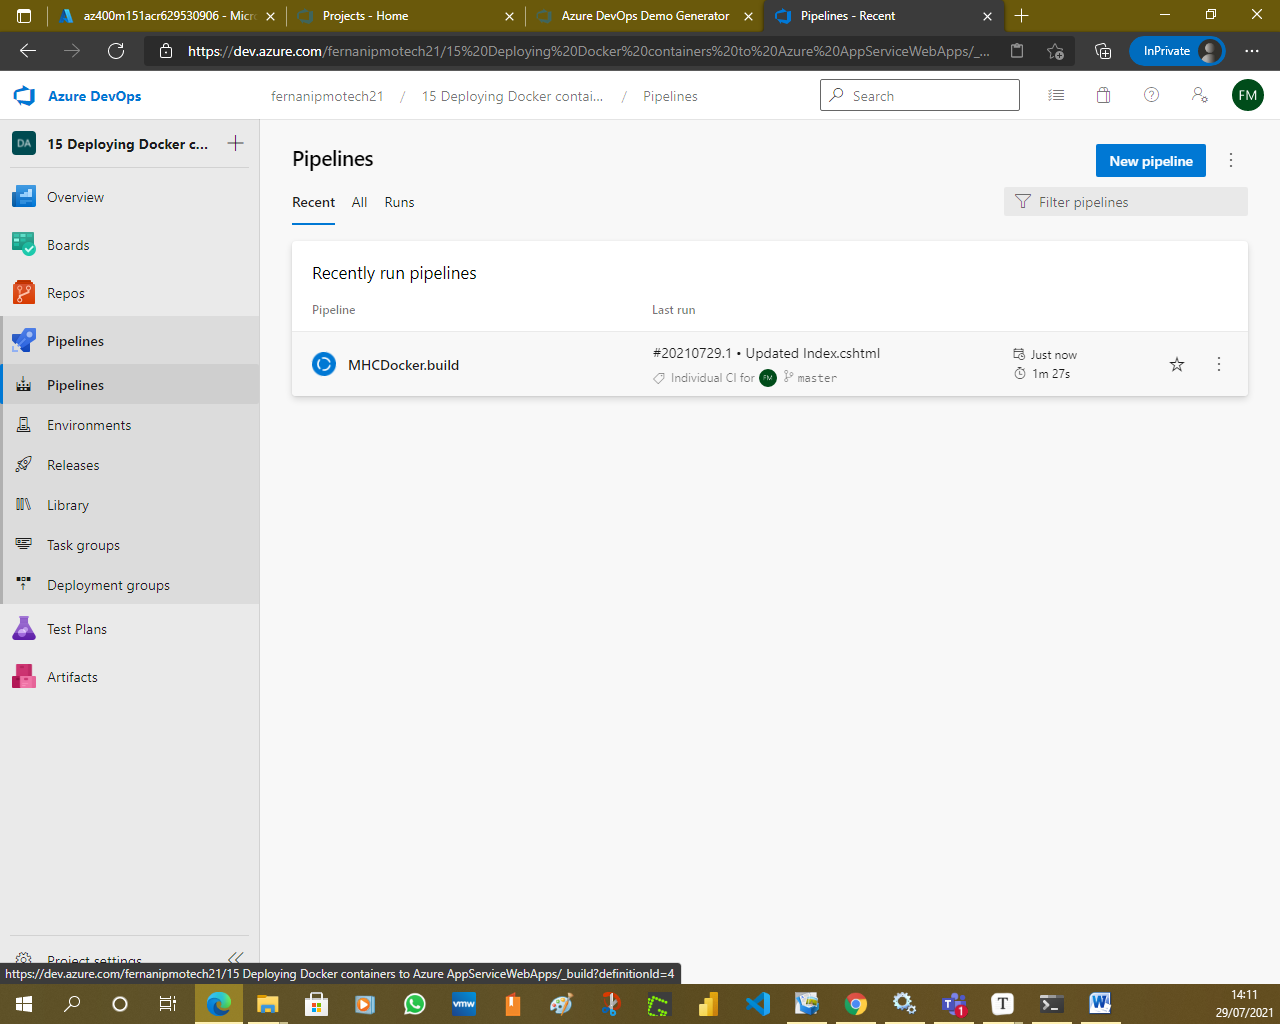 az400m151acr629530906 - Micr
Projects - Home
Azure DevOps Demo Generator
Pipelines - Recent
https://dev.azure.com/fernanipmotech21/15%20Deploying%20Docker%20containers%20to%20Azure%20AppServiceWebApps/_...
InPrivate
Azure DevOps
fernanipmotech21 / 15 Deploying Docker contai... / Pipelines
Search
FM
DA
15 Deploying Docker c...
Overview
Boards
Repos
Pipelines
Pipelines
Environments
Releases
Library
Task groups
Deployment groups
Test Plans
Artifacts
Project settings
Pipelines
New pipeline
Recent
All
Runs
Filter pipelines
Recently run pipelines
Pipeline
Last run
MHCDocker.build
#20210729.1 • Updated Index.cshtml
Individual CI for FM master
Just now
1m 27s
https://dev.azure.com/fernanipmotech21/15 Deploying Docker containers to Azure AppServiceWebApps/_build?definitionId=4
vmw
1
T
14:11
29/07/2021